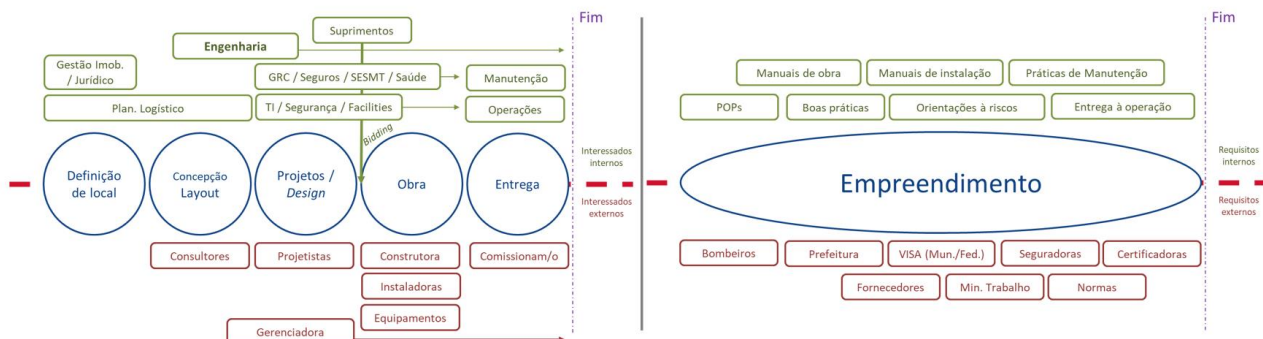 Fim
Suprimentos
Engenharia
Gestão Imob.
/ Jurídico
GRC / Seguros / SESMT / Saúde
Manutenção
Plan. Logístico
TI / Segurança / Facilities
Operações
Bidding
Definição
de local
Concepção
Layout
Projetos /
Design
Obra
Entrega
Interessados
internos
Interessados
externos
Consultores
Projetistas
Construtora
Comissionam/o
Instaladoras
Equipamentos
Gerenciadora
Fim
Manuais de obra
Manuais de instalação
Práticas de Manutenção
POPs
Boas práticas
Orientações à riscos
Entrega à operação
Empreendimento
Requisitos
internos
Requisitos
externos
Bombeiros
Prefeitura
VISA (Mun./Fed.)
Seguradoras
Certificadoras
Fornecedores
Min. Trabalho
Normas